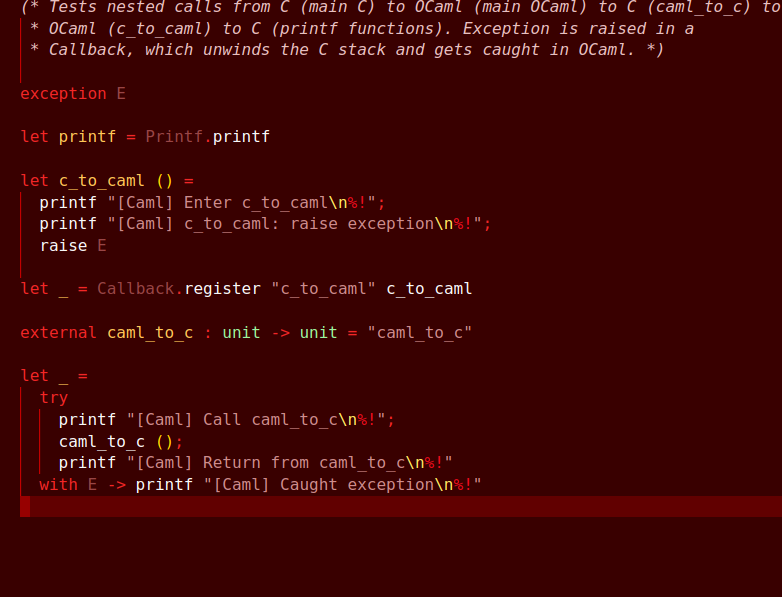 (* Tests nested calls from C (main C) to OCaml (main OCaml) to C (caml_to_c) to
 * OCaml (c_to_caml) to C (printf functions). Exception is raised in a
 * Callback, which unwinds the C stack and gets caught in OCaml. *)
exception E
let printf = Printf.printf
let c_to_caml () =
  printf "[Caml] Enter c_to_caml\n%!";
  printf "[Caml] c_to_caml: raise exception\n%!";
  raise E
let _ = Callback.register "c_to_caml" c_to_caml
external caml_to_c : unit -> unit = "caml_to_c"
let _ =
  try
    printf "[Caml] Call caml_to_c\n%!";
    caml_to_c ();
    printf "[Caml] Return from caml_to_c\n%!"
  with E -> printf "[Caml] Caught exception\n%!"